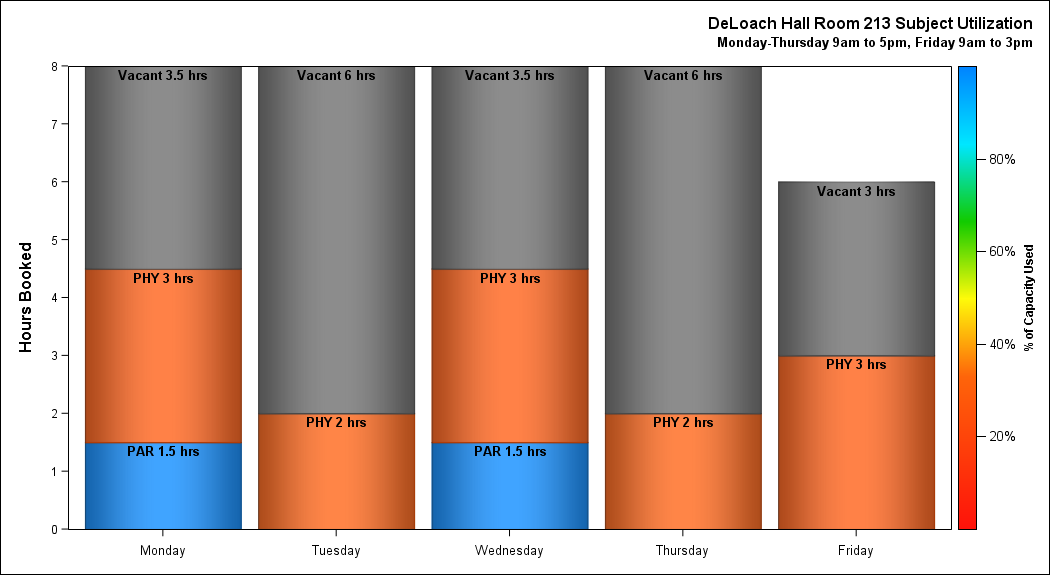 DeLoach Hall Room 213 Subject Utilization
Monday-Thursday 9am to 5pm, Friday 9am to 3pm
Hours Booked
8
7
6
5
4
3
2
1
0
Vacant 3.5 hrs
PHY 3 hrs
PAR 1.5 hrs
Vacant 6 hrs
PHY 2 hrs
Vacant 3.5 hrs
PHY 3 hrs
PAR 1.5 hrs
Vacant 6 hrs
PHY 2 hrs
Vacant 3 hrs
PHY 3 hrs
Monday
Tuesday
Wednesday
Thursday
Friday
80%
60%
40%
20%
% of Capacity Used